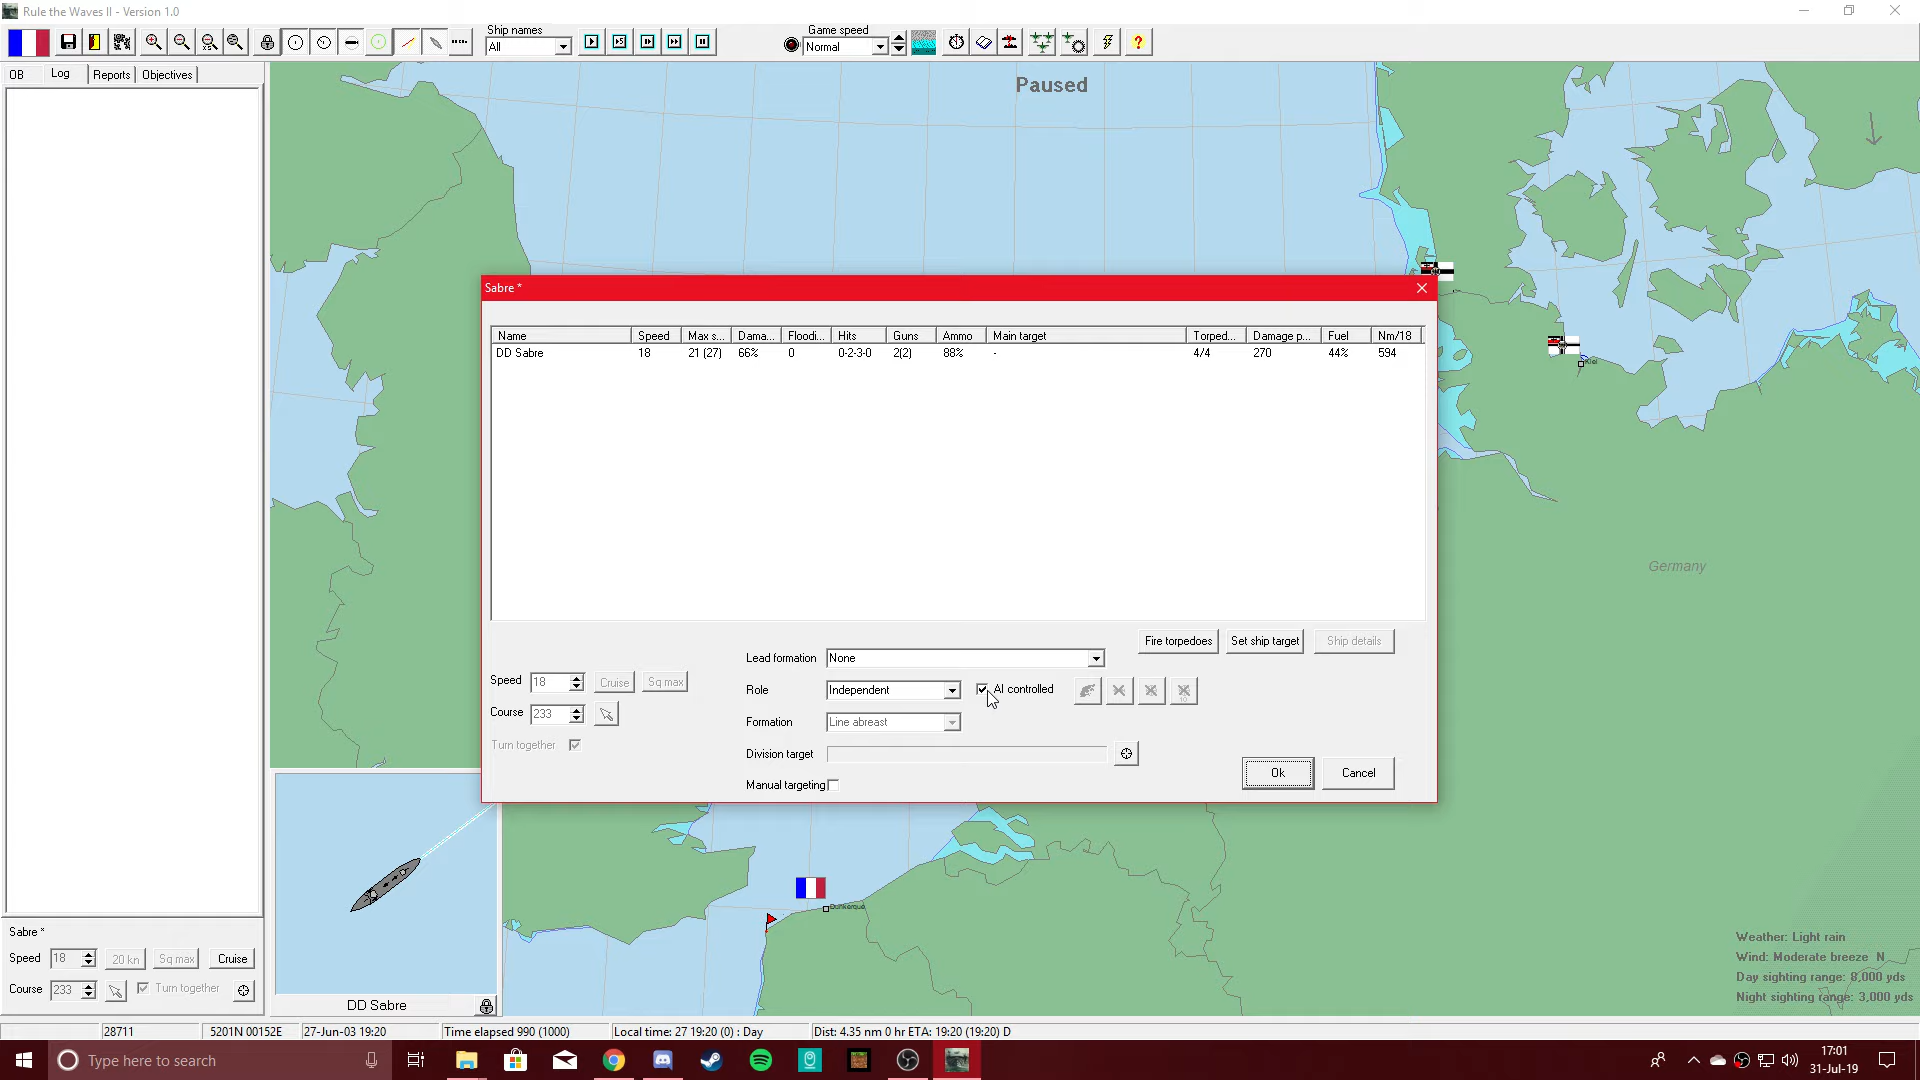 Rule the Waves II - Version 1.0
Ship names
All
Game speed
Normal
OB
Log
Reports
Objectives
Paused
Sabre *
Name Speed Max s... Dama... Floodi... Hits Guns Ammo Main target Torped... Damage p... Fuel Nm/18
DD Sabre 18 21 (27) 66% 0 0-2-3-0 2(2) 88% - 4/4 270 44% 594
Fire torpedoes
Set ship target
Ship details
Lead formation None
Speed 18 Cruise Sq max
Role Independent AI controlled
Course 233
Formation Line abreast
Turn together
Division target
Manual targeting
Ok
Cancel
Kiel
Germany
Dunkerque
Weather: Light rain
Wind: Moderate breeze N
Day sighting range: 8,000 yds
Night sighting range: 3,000 yds
Sabre *
Speed 18 20 kn Sq max Cruise
Course 233 Turn together
DD Sabre
28711 5201N 00152E 27-Jun-03 19:20 Time elapsed 990 (1000) Local time: 27 19:20 (0) : Day Dist: 4.35 nm 0 hr ETA: 19:20 (19:20) D
Type here to search
17:01
31-Jul-19